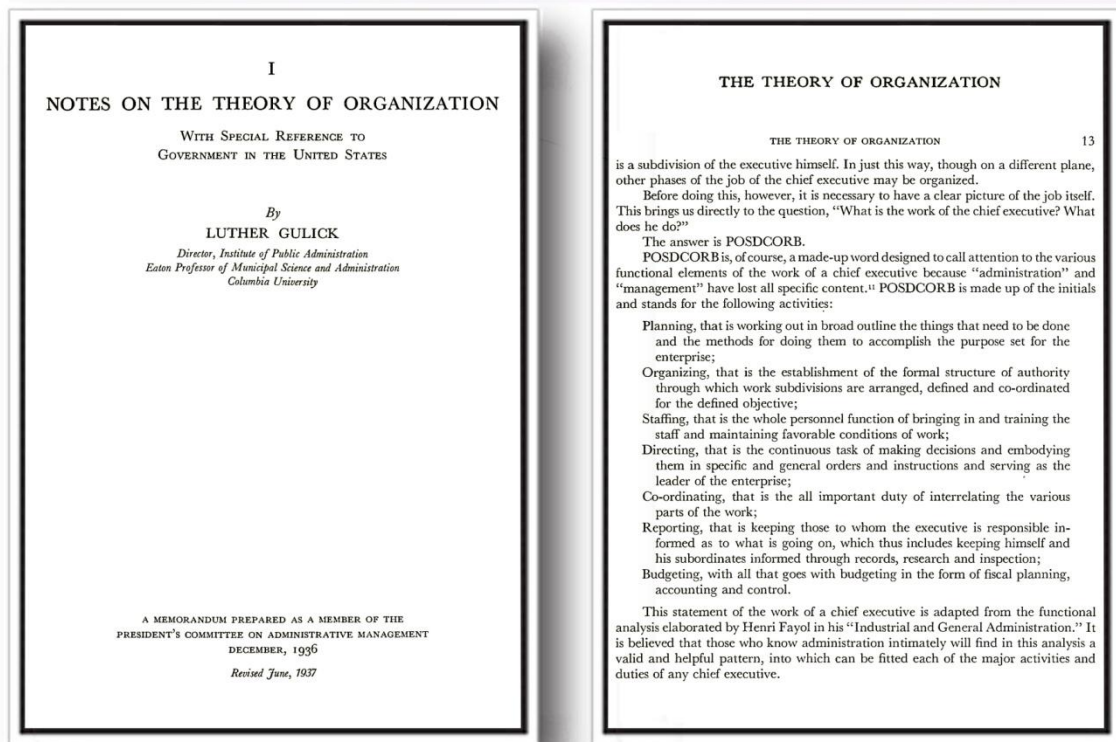 I
NOTES ON THE THEORY OF ORGANIZATION
WITH SPECIAL REFERENCE TO
GOVERNMENT IN THE UNITED STATES
By
LUTHER GULICK
Director, Institute of Public Administration
Eaton Professor of Municipal Science and Administration
Columbia University
A MEMORANDUM PREPARED AS A MEMBER OF THE
PRESIDENT'S COMMITTEE ON ADMINISTRATIVE MANAGEMENT
DECEMBER, 1936
Revised June, 1937
THE THEORY OF ORGANIZATION
THE THEORY OF ORGANIZATION 13
is a subdivision of the executive himself. In just this way, though on a different plane,
other phases of the job of the chief executive may be organized.
Before doing this, however, it is necessary to have a clear picture of the job itself.
This brings us directly to the question, "What is the work of the chief executive? What
does he do?"
The answer is POSDCORB.
POSDCORB is, of course, a made-up word designed to call attention to the various
functional elements of the work of a chief executive because "administration" and
"management" have lost all specific content.¹¹ POSDCORB is made up of the initials
and stands for the following activities:
Planning, that is working out in broad outline the things that need to be done
and the methods for doing them to accomplish the purpose set for the
enterprise;
Organizing, that is the establishment of the formal structure of authority
through which work subdivisions are arranged, defined and co-ordinated
for the defined objective;
Staffing, that is the whole personnel function of bringing in and training the
staff and maintaining favorable conditions of work;
Directing, that is the continuous task of making decisions and embodying
them in specific and general orders and instructions and serving as the
leader of the enterprise;
Co-ordinating, that is the all important duty of interrelating the various
parts of the work;
Reporting, that is keeping those to whom the executive is responsible in-
formed as to what is going on, which thus includes keeping himself and
his subordinates informed through records, research and inspection;
Budgeting, with all that goes with budgeting in the form of fiscal planning,
accounting and control.
This statement of the work of a chief executive is adapted from the functional
analysis elaborated by Henri Fayol in his "Industrial and General Administration." It
is believed that those who know administration intimately will find in this analysis a
valid and helpful pattern, into which can be fitted each of the major activities and
duties of any chief executive.